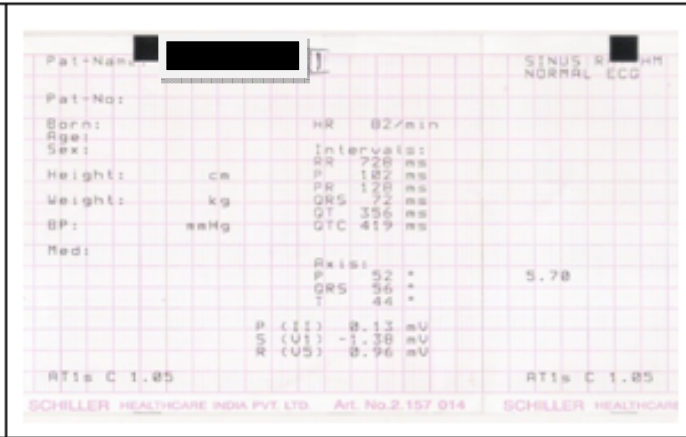 Pat-Name:
SINUS R HM
NORMAL ECG
Pat-No:
Born:
HR 82/min
Age:
Sex:
Intervals:
RR 728 ms
Height: cm
P 102 ms
PR 128 ms
Weight: kg
QRS 72 ms
QT 356 ms
BP: mmHg
QTC 419 ms
Med:
Axis:
P 52 °
5.70
QRS 56 °
T 44 °
P (II) 0.13 mV
S (V1) -1.38 mV
R (V5) 0.96 mV
AT1s C 1.05
AT1s C 1.05
SCHILLER HEALTHCARE INDIA PVT. LTD. Art. No.2.157 014 SCHILLER HEALTHCARE